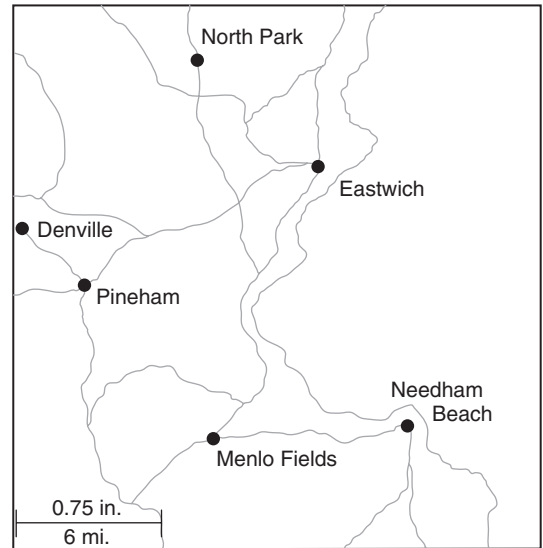 North Park
Eastwich
Denville
Pineham
Needham
Beach
Menlo Fields
0.75 in.
6 mi.